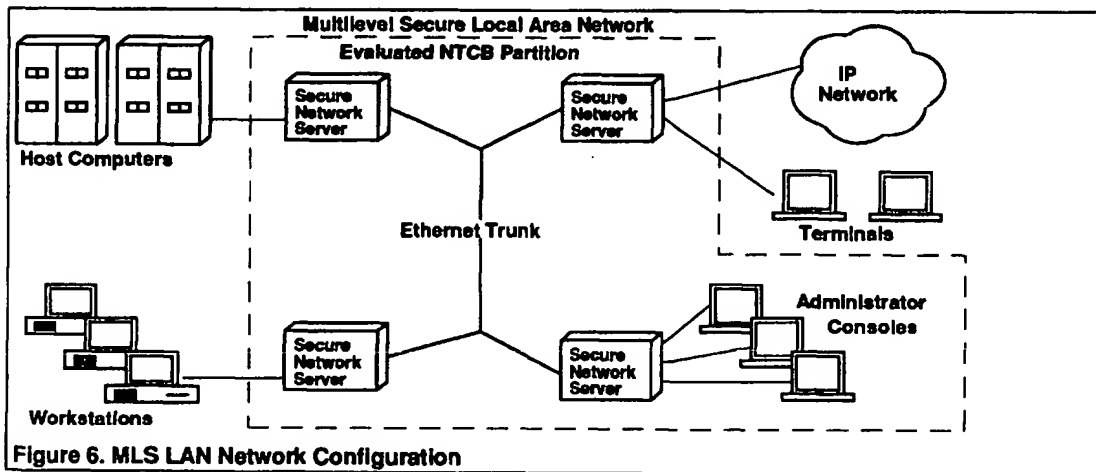 Multilevel Secure Local Area Network
Evaluated NTCB Partition
Secure
Network
Server
Secure
Network
Server
IP
Network
Host Computers
Ethernet Trunk
Terminals
Secure
Network
Server
Secure
Network
Server
Administrator
Consoles
Workstations
Figure 6. MLS LAN Network Configuration